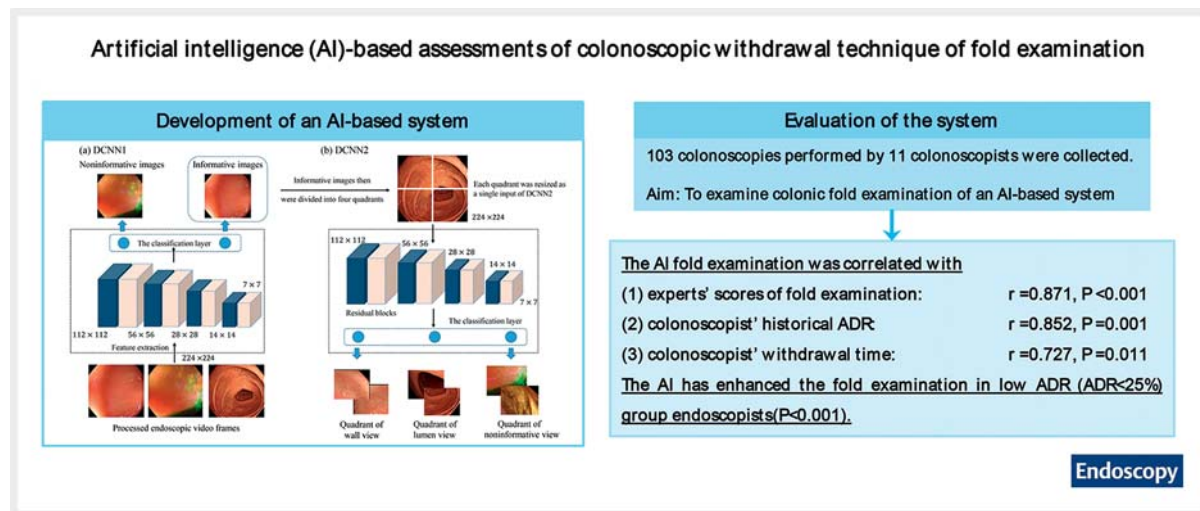 Artificial intelligence (AI)-based assessments of colonoscopic withdrawal technique of fold examination
Development of an AI-based system
(a) DCNN1
Noninformative images
Informative images
The classification layer
7 × 7
112 × 112
56 × 56
28 × 28
14 × 14
Feature extraction
224×224
Processed endoscopic video frames
(b) DCNN2
Informative images then
were divided into four quadrants
Each quadrant was resized as
a single input of DCNN2
224×224
112 × 112
56 × 56
28 × 28
14 × 14
7 × 7
Residual blocks
The classification layer
Quadrant of
wall view
Quadrant of
lumen view
Quadrant of
noninformative view
Evaluation of the system
103 colonoscopies performed by 11 colonoscopists were collected.
Aim: To examine colonic fold examination of an AI-based system
The AI fold examination was correlated with
(1) experts' scores of fold examination: r =0.871, P<0.001
(2) colonoscopist' historical ADR: r =0.852, P=0.001
(3) colonoscopist' withdrawal time: r =0.727, P=0.011
The AI has enhanced the fold examination in low ADR (ADR<25%)
group endoscopists(P<0.001).
Endoscopy